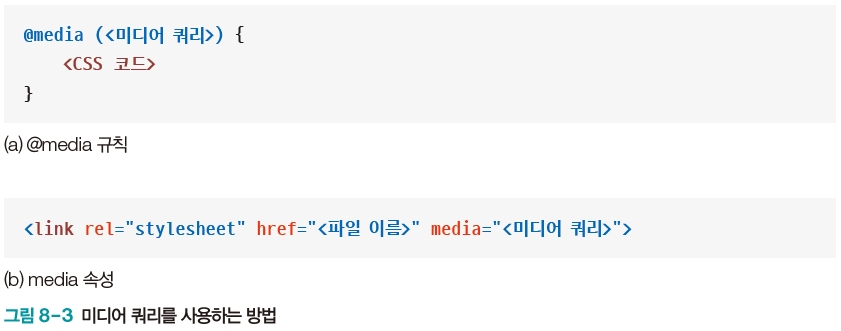 @media (<미디어 쿼리>) {
<CSS 코드>
}
(a) @media 규칙
<link rel="stylesheet" href="<파일 이름>" media="<미디어 쿼리>">
(b) media 속성
그림 8-3 미디어 쿼리를 사용하는 방법